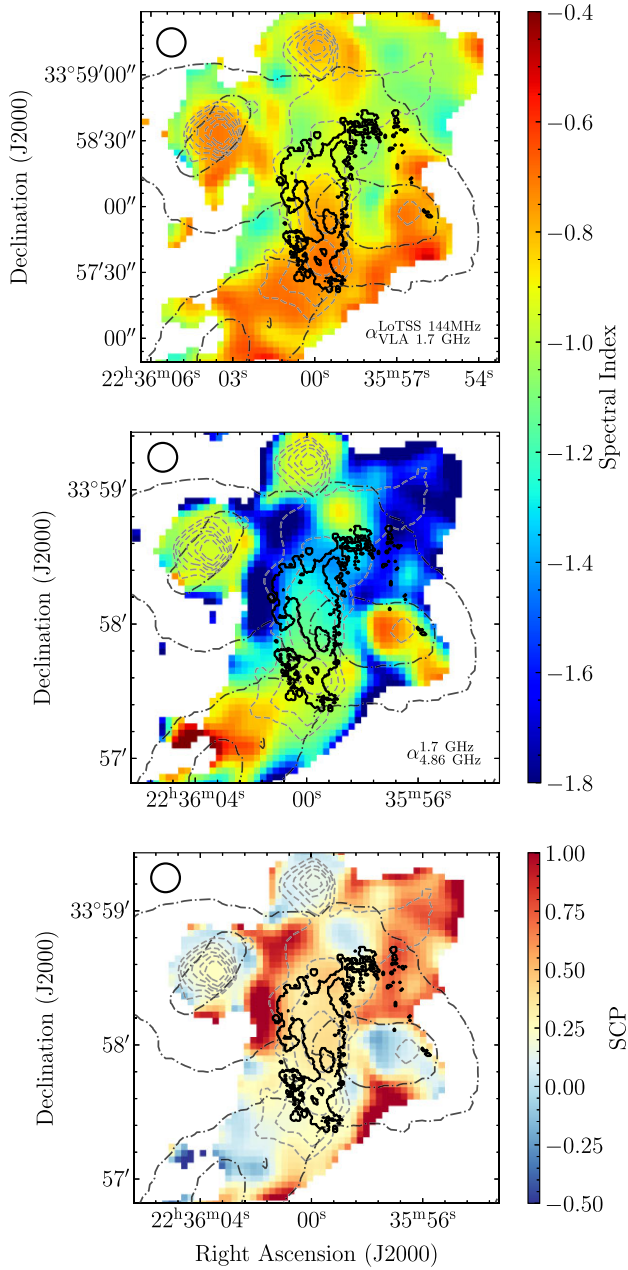 33°59′00″
58′30″
00″
57′30″
00″
Declination (J2000)
α LoTSS 144MHz
VLA 1.7 GHz
22ʰ36ᵐ06ˢ 03ˢ 00ˢ 35ᵐ57ˢ 54ˢ
33°59′
58′
57′
Declination (J2000)
α 1.7 GHz
4.86 GHz
22ʰ36ᵐ04ˢ 00ˢ 35ᵐ56ˢ
−0.4
−0.6
−0.8
−1.0
−1.2
−1.4
−1.6
−1.8
Spectral Index
33°59′
58′
57′
Declination (J2000)
22ʰ36ᵐ04ˢ 00ˢ 35ᵐ56ˢ
Right Ascension (J2000)
1.00
0.75
0.50
0.25
0.00
−0.25
−0.50
SCP